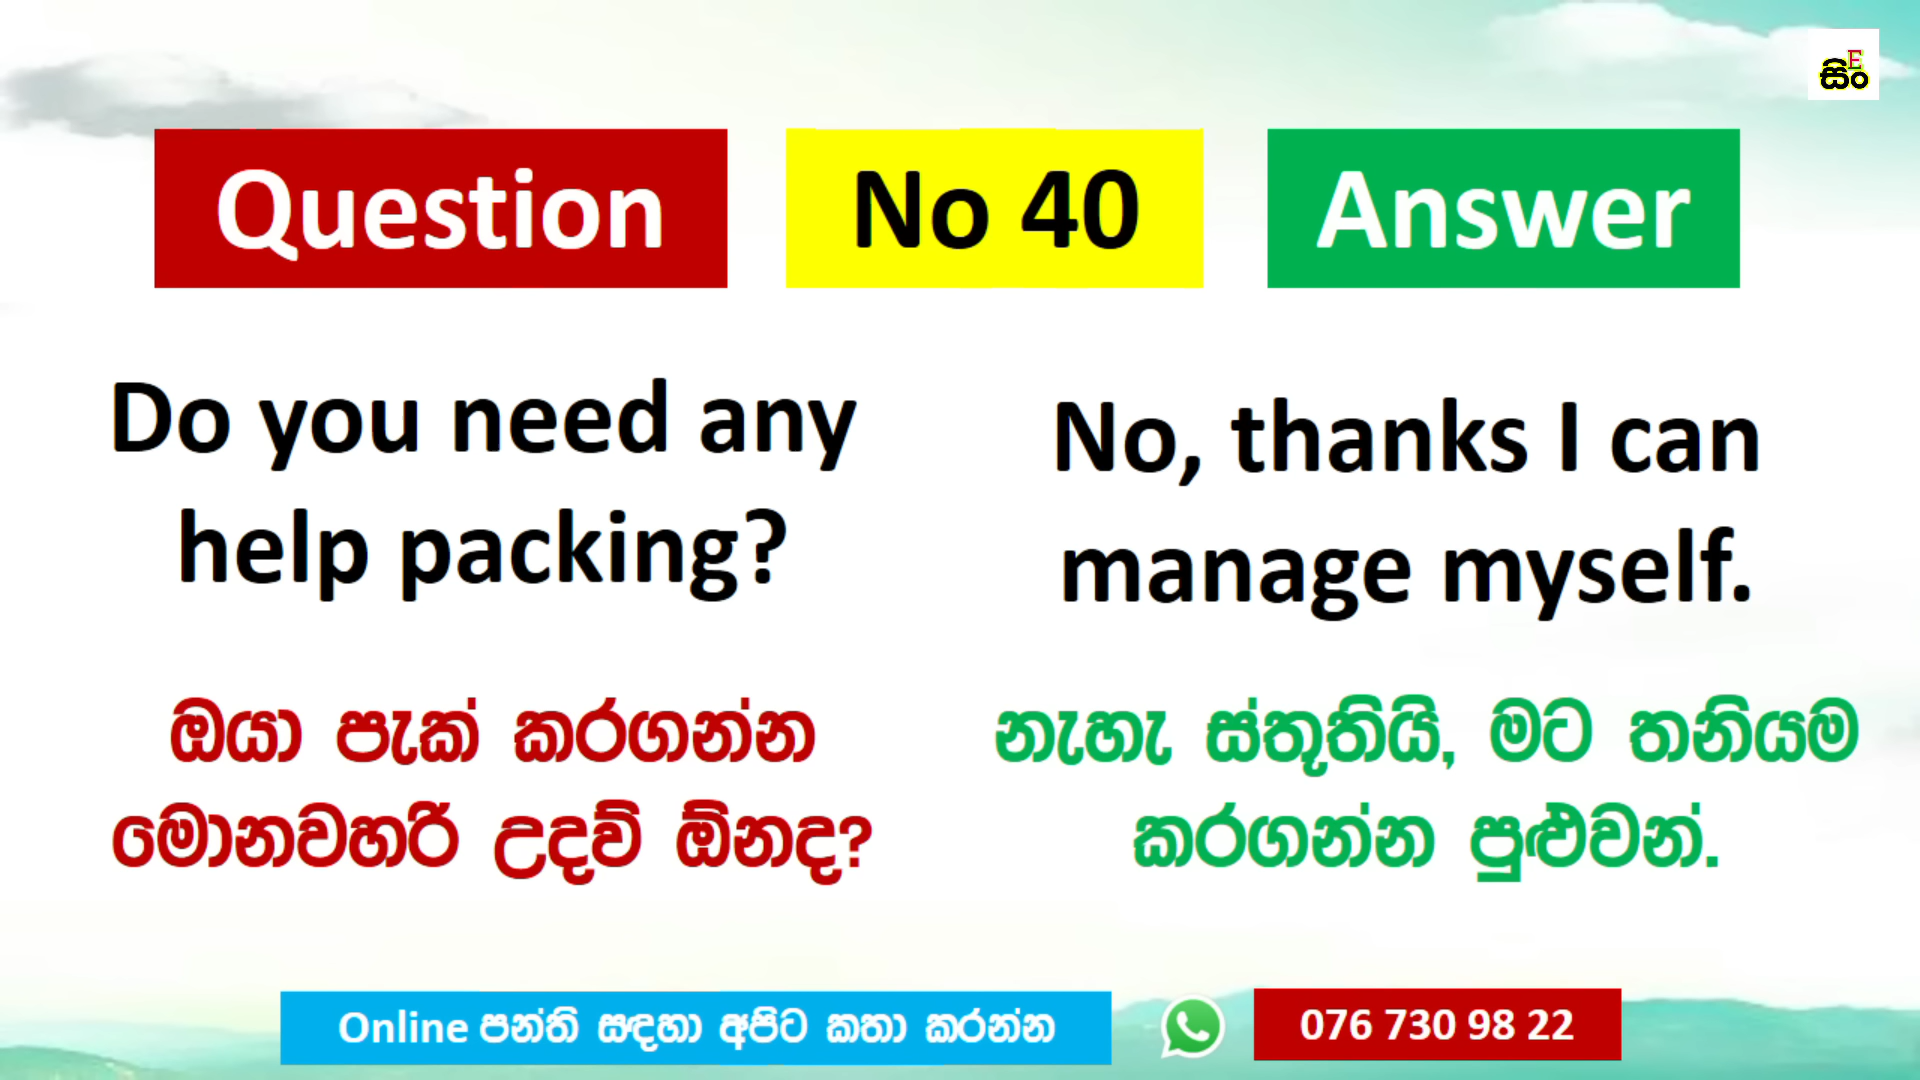 E
සිං
Question
No 40
Answer
Do you need any
help packing?
No, thanks I can
manage myself.
ඔයා පැක් කරගන්න
මොනවහරි උදව් ඕනද?
නැහැ ස්තූතියි, මට තනියම
කරගන්න පුළුවන්.
Online පන්ති සඳහා අපිට කතා කරන්න
076 730 98 22